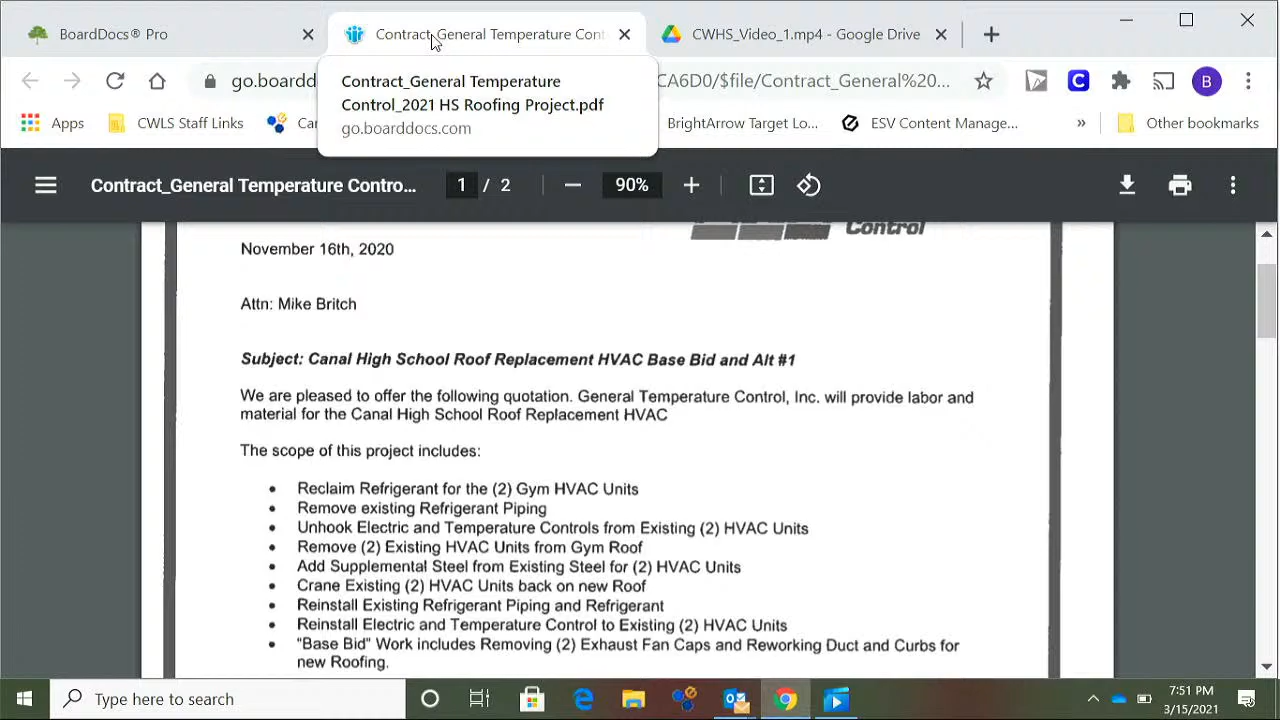 BoardDocs® Pro
Contract_General Temperature Cont
CWHS_Video_1.mp4 - Google Drive
go.boardd
CA6D0/$file/Contract_General%20...
B
Contract_General Temperature
Control_2021 HS Roofing Project.pdf
go.boarddocs.com
Apps
CWLS Staff Links
Car
BrightArrow Target Lo...
ESV Content Manage...
»
Other bookmarks
Contract_General Temperature Contro...
1 / 2
90%
Control
November 16th, 2020
Attn: Mike Britch
Subject: Canal High School Roof Replacement HVAC Base Bid and Alt #1
We are pleased to offer the following quotation. General Temperature Control, Inc. will provide labor and
material for the Canal High School Roof Replacement HVAC
The scope of this project includes:
• Reclaim Refrigerant for the (2) Gym HVAC Units
• Remove existing Refrigerant Piping
• Unhook Electric and Temperature Controls from Existing (2) HVAC Units
• Remove (2) Existing HVAC Units from Gym Roof
• Add Supplemental Steel from Existing Steel for (2) HVAC Units
• Crane Existing (2) HVAC Units back on new Roof
• Reinstall Existing Refrigerant Piping and Refrigerant
• Reinstall Electric and Temperature Control to Existing (2) HVAC Units
• "Base Bid" Work includes Removing (2) Exhaust Fan Caps and Reworking Duct and Curbs for
new Roofing.
Type here to search
7:51 PM
3/15/2021